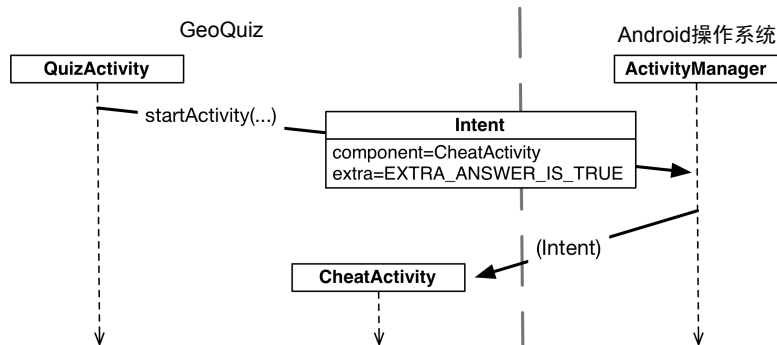 GeoQuiz
Android操作系统
QuizActivity
ActivityManager
startActivity(...)
Intent
component=CheatActivity
extra=EXTRA_ANSWER_IS_TRUE
(Intent)
CheatActivity